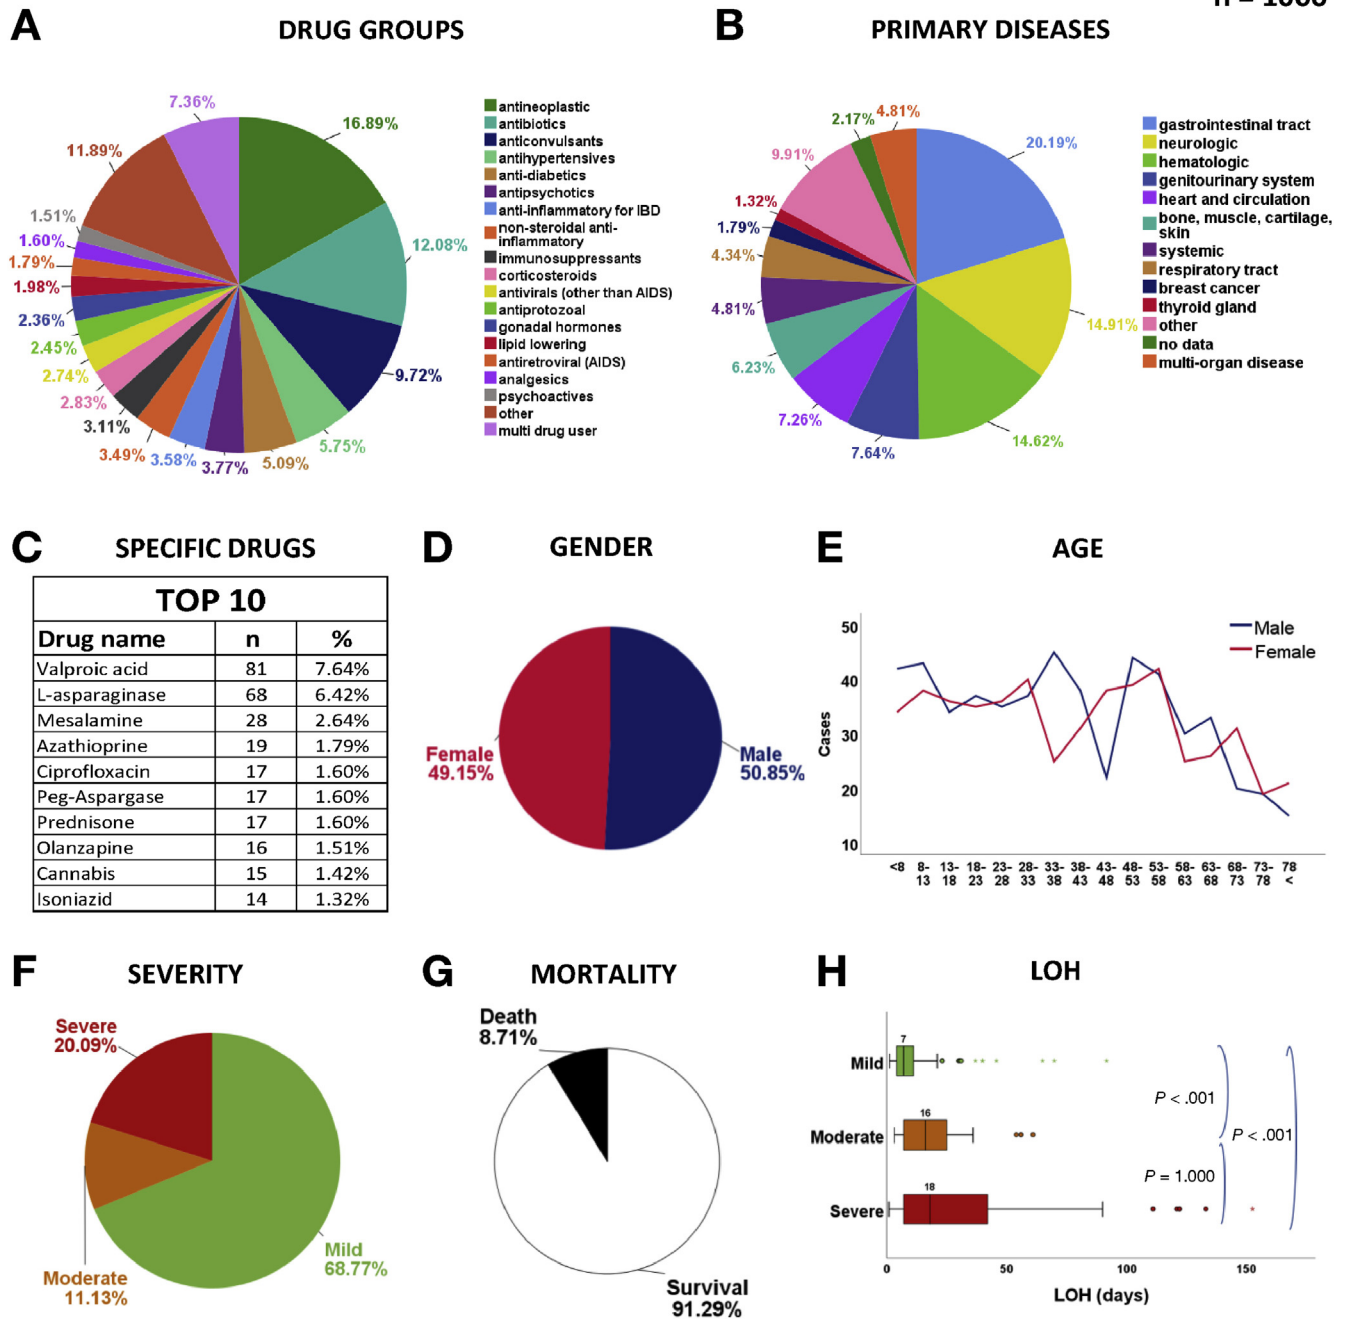 A
DRUG GROUPS
7.36%
16.89%
11.89%
12.08%
1.51%
1.60%
1.79%
1.98%
2.36%
9.72%
2.45%
2.74%
2.83%
3.11%
5.75%
3.49%
3.58%
3.77%
5.09%
antineoplastic
antibiotics
anticonvulsants
antihypertensives
anti-diabetics
antipsychotics
anti-inflammatory for IBD
non-steroidal anti-
inflammatory
immunosuppressants
corticosteroids
antivirals (other than AIDS)
antiprotozoal
gonadal hormones
lipid lowering
antiretroviral (AIDS)
analgesics
psychoactives
other
multi drug user
B
PRIMARY DISEASES
2.17%
4.81%
9.91%
20.19%
1.32%
1.79%
4.34%
4.81%
14.91%
6.23%
7.26%
7.64%
14.62%
gastrointestinal tract
neurologic
hematologic
genitourinary system
heart and circulation
bone, muscle, cartilage,
skin
systemic
respiratory tract
breast cancer
thyroid gland
other
no data
multi-organ disease
C
SPECIFIC DRUGS
TOP 10
Drug name n %
Valproic acid 81 7.64%
L-asparaginase 68 6.42%
Mesalamine 28 2.64%
Azathioprine 19 1.79%
Ciprofloxacin 17 1.60%
Peg-Aspargase 17 1.60%
Prednisone 17 1.60%
Olanzapine 16 1.51%
Cannabis 15 1.42%
Isoniazid 14 1.32%
D
GENDER
Female
49.15%
Male
50.85%
E
AGE
Male
Female
Cases
50
40
30
20
10
<8 8- 13- 18- 23- 28- 33- 38- 43- 48- 53- 58- 63- 68- 73- 78
13 18 23 28 33 38 43 48 53 58 63 68 73 78 <
F
SEVERITY
Severe
20.09%
Moderate
11.13%
Mild
68.77%
G
MORTALITY
Death
8.71%
Survival
91.29%
H
LOH
Mild
7
Moderate
16
Severe
18
P < .001
P < .001
P = 1.000
0 50 100 150
LOH (days)